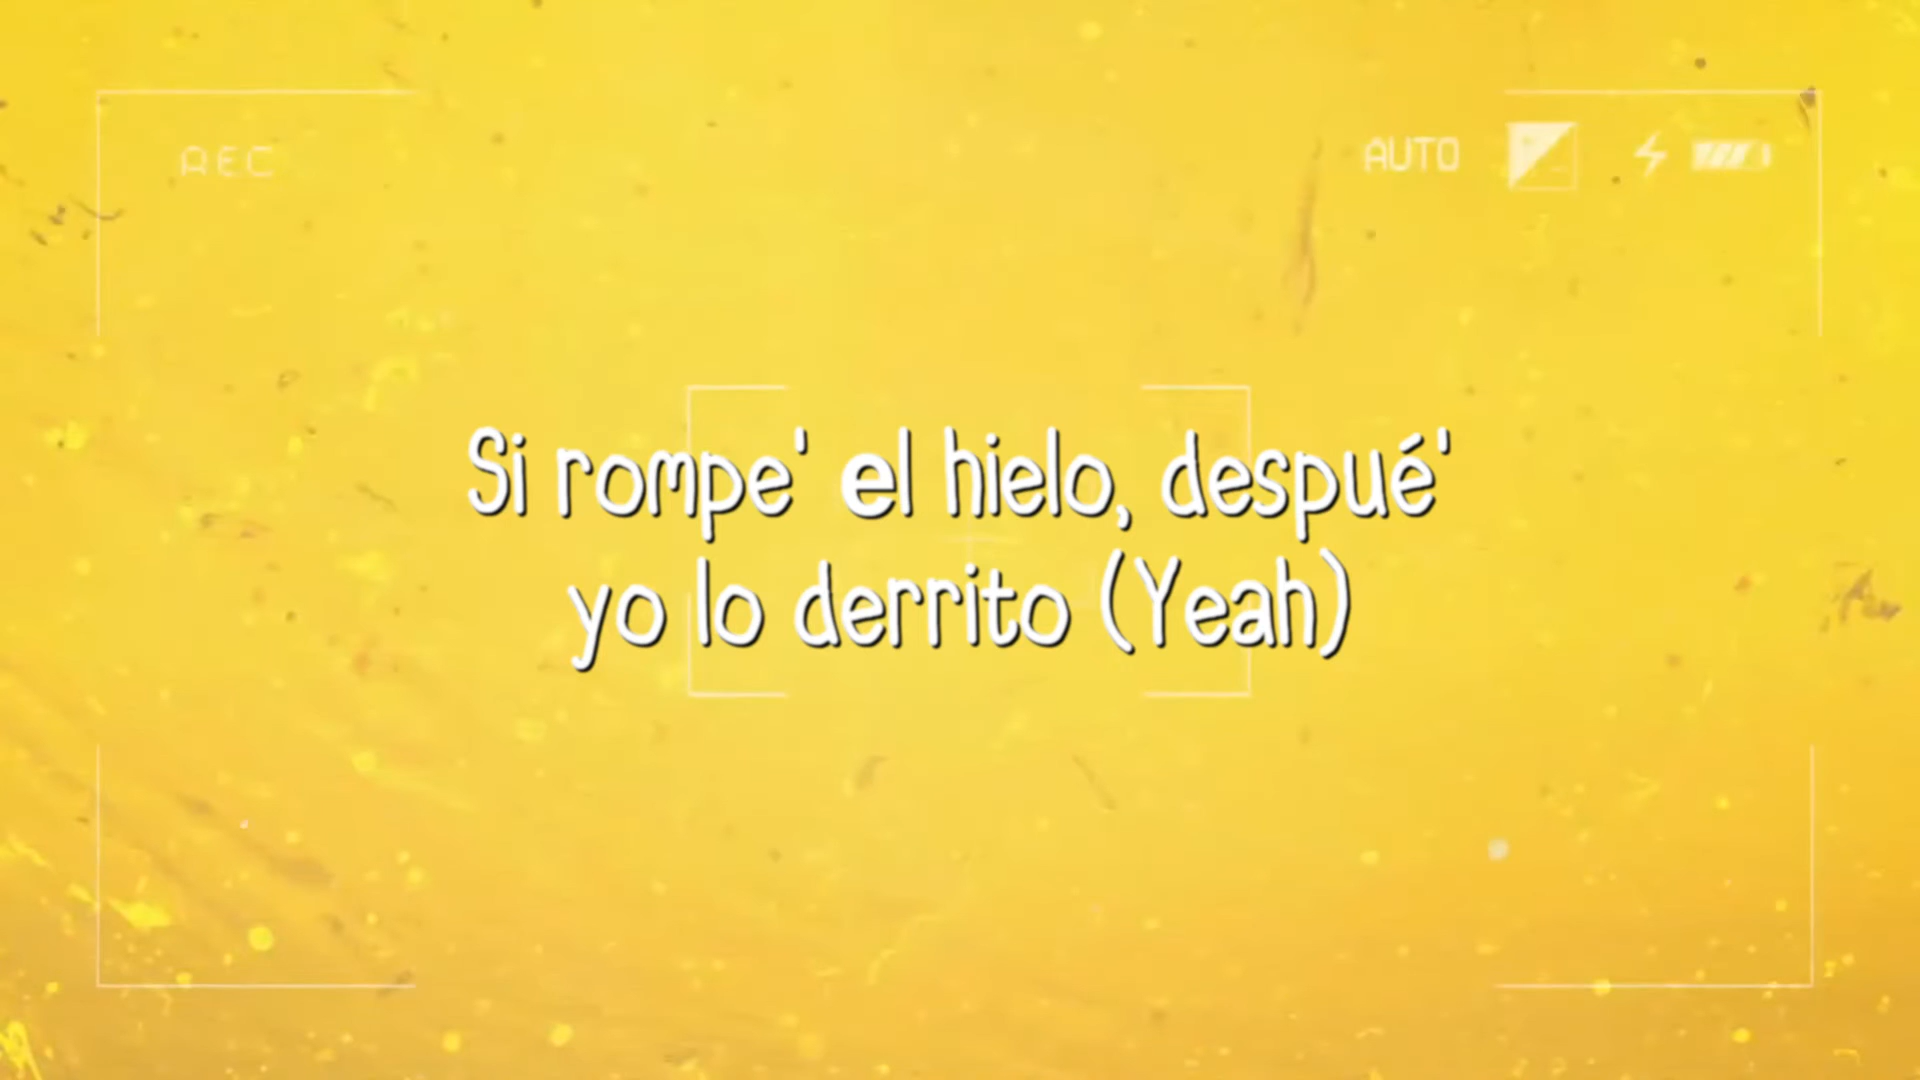 REC
AUTO
Si rompe' el hielo, despué'
yo lo derrito (Yeah)